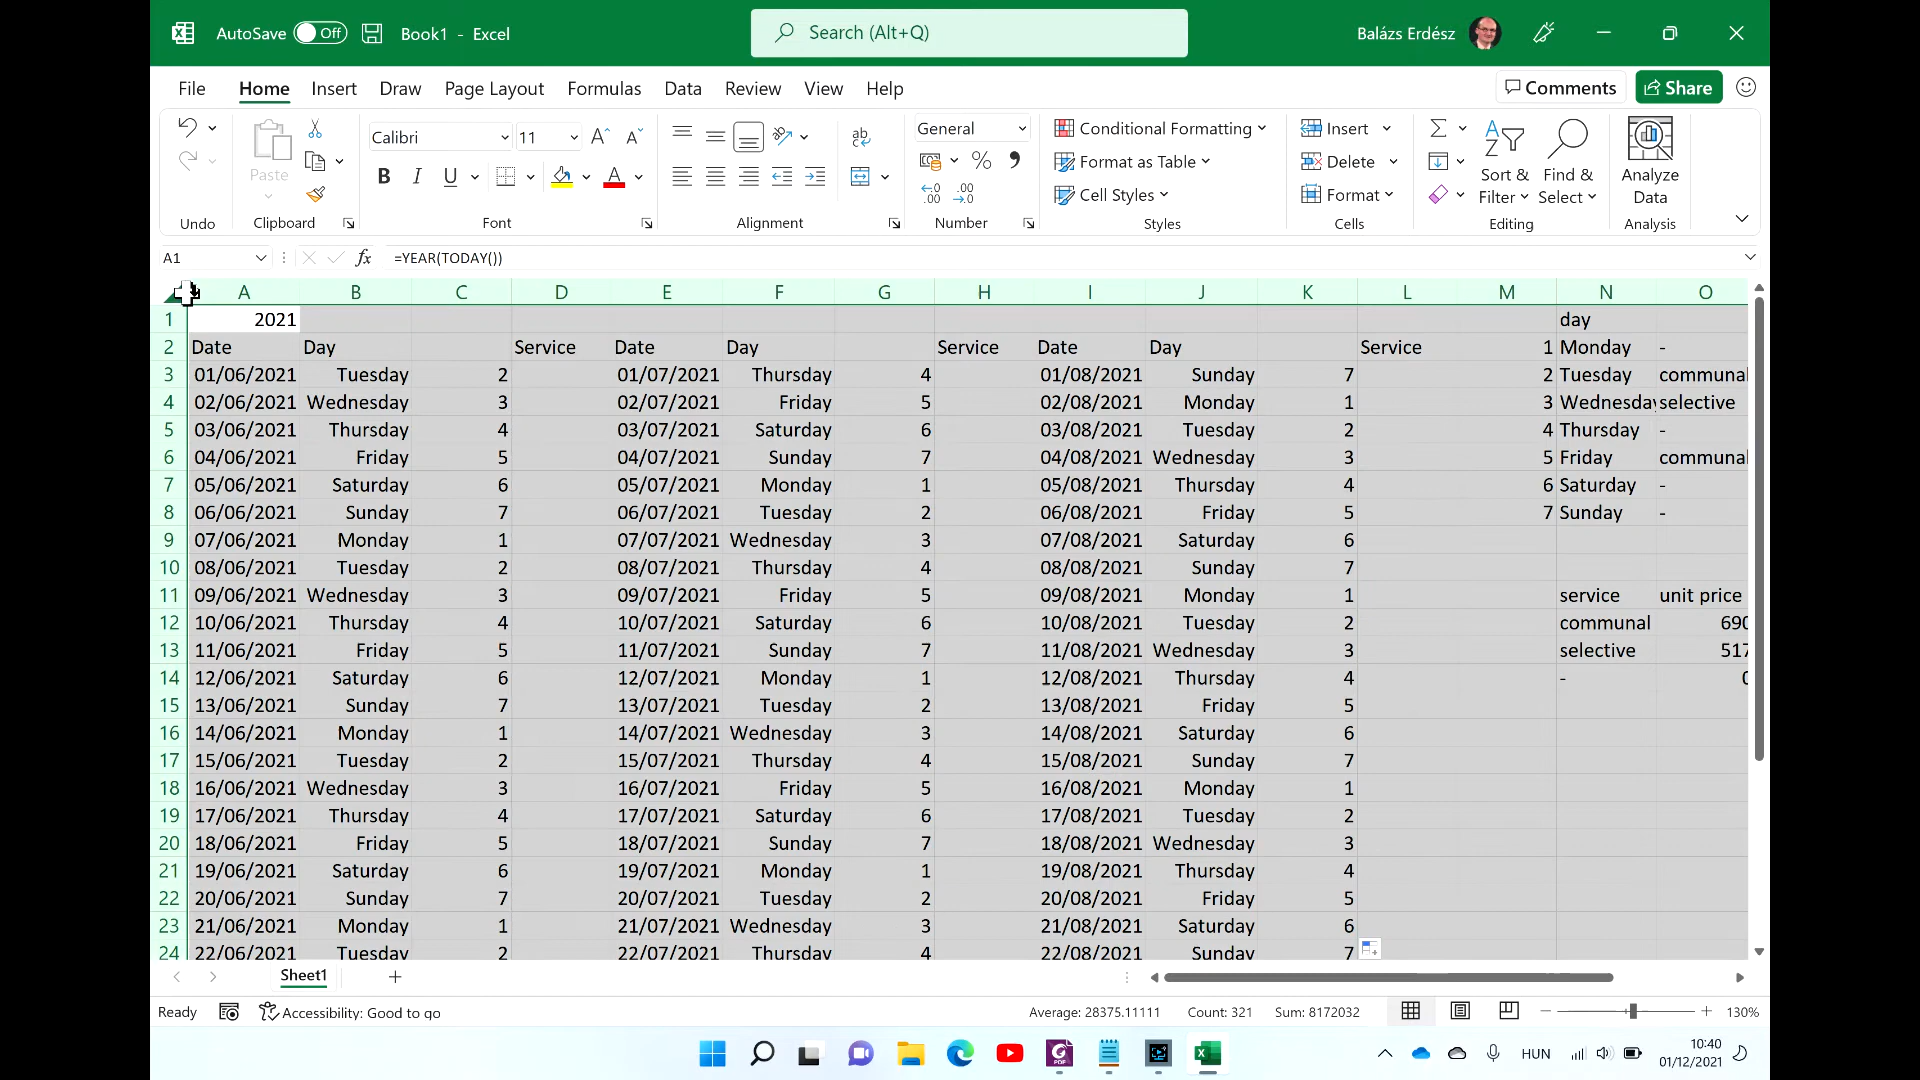 AutoSave Off Book1 - Excel Search (Alt+Q) Balázs Erdész
File Home Insert Draw Page Layout Formulas Data Review View Help Comments Share
Calibri 11 General Conditional Formatting Insert
Paste B I U A Format as Table Delete Sort & Find & Analyze
Cell Styles Format Filter Select Data
Undo Clipboard Font Alignment Number Styles Cells Editing Analysis
A1 fx =YEAR(TODAY())
A B C D E F G H I J K L M N O
1 2021 day
2 Date Day Service Date Day Service Date Day Service 1 Monday -
3 01/06/2021 Tuesday 2 01/07/2021 Thursday 4 01/08/2021 Sunday 7 2 Tuesday communal
4 02/06/2021 Wednesday 3 02/07/2021 Friday 5 02/08/2021 Monday 1 3 Wednesday selective
5 03/06/2021 Thursday 4 03/07/2021 Saturday 6 03/08/2021 Tuesday 2 4 Thursday -
6 04/06/2021 Friday 5 04/07/2021 Sunday 7 04/08/2021 Wednesday 3 5 Friday communal
7 05/06/2021 Saturday 6 05/07/2021 Monday 1 05/08/2021 Thursday 4 6 Saturday -
8 06/06/2021 Sunday 7 06/07/2021 Tuesday 2 06/08/2021 Friday 5 7 Sunday -
9 07/06/2021 Monday 1 07/07/2021 Wednesday 3 07/08/2021 Saturday 6
10 08/06/2021 Tuesday 2 08/07/2021 Thursday 4 08/08/2021 Sunday 7
11 09/06/2021 Wednesday 3 09/07/2021 Friday 5 09/08/2021 Monday 1 service unit price
12 10/06/2021 Thursday 4 10/07/2021 Saturday 6 10/08/2021 Tuesday 2 communal 690
13 11/06/2021 Friday 5 11/07/2021 Sunday 7 11/08/2021 Wednesday 3 selective 517
14 12/06/2021 Saturday 6 12/07/2021 Monday 1 12/08/2021 Thursday 4 - 0
15 13/06/2021 Sunday 7 13/07/2021 Tuesday 2 13/08/2021 Friday 5
16 14/06/2021 Monday 1 14/07/2021 Wednesday 3 14/08/2021 Saturday 6
17 15/06/2021 Tuesday 2 15/07/2021 Thursday 4 15/08/2021 Sunday 7
18 16/06/2021 Wednesday 3 16/07/2021 Friday 5 16/08/2021 Monday 1
19 17/06/2021 Thursday 4 17/07/2021 Saturday 6 17/08/2021 Tuesday 2
20 18/06/2021 Friday 5 18/07/2021 Sunday 7 18/08/2021 Wednesday 3
21 19/06/2021 Saturday 6 19/07/2021 Monday 1 19/08/2021 Thursday 4
22 20/06/2021 Sunday 7 20/07/2021 Tuesday 2 20/08/2021 Friday 5
23 21/06/2021 Monday 1 21/07/2021 Wednesday 3 21/08/2021 Saturday 6
24 22/06/2021 Tuesday 2 22/07/2021 Thursday 4 22/08/2021 Sunday 7
Sheet1
Ready Accessibility: Good to go Average: 28375.11111 Count: 321 Sum: 8172032 130%
HUN 10:40
01/12/2021